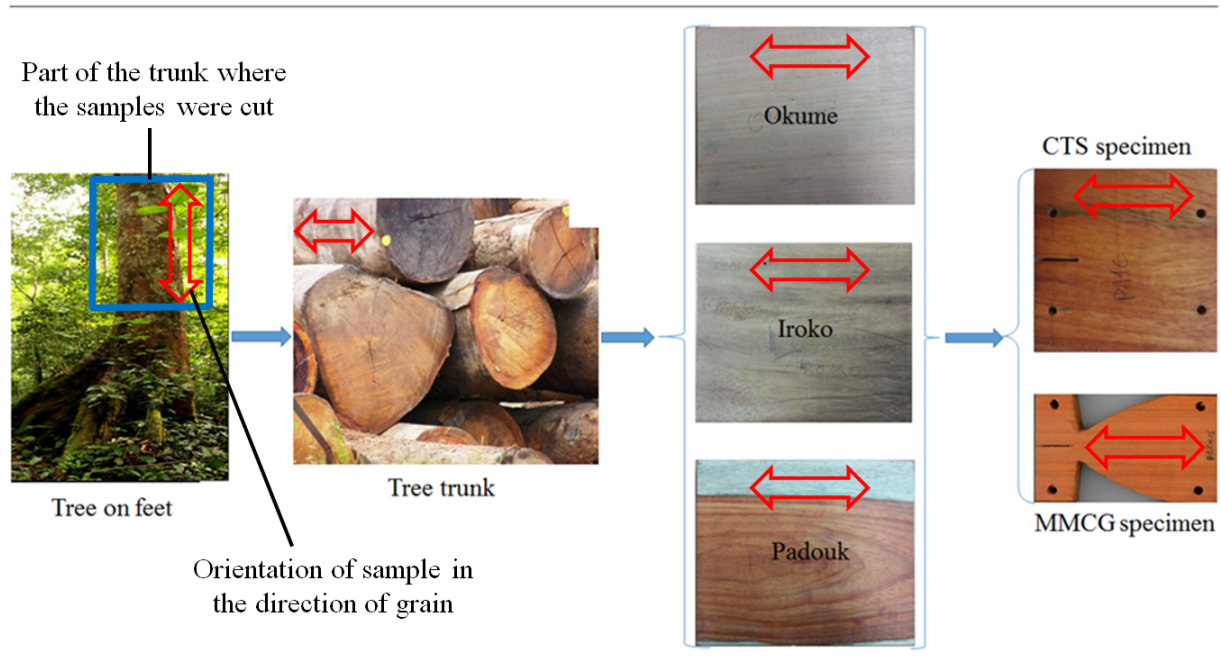 Part of the trunk where
the samples were cut
Tree on feet
Orientation of sample in
the direction of grain
Tree trunk
Okume
Iroko
Padouk
CTS specimen
MMCG specimen